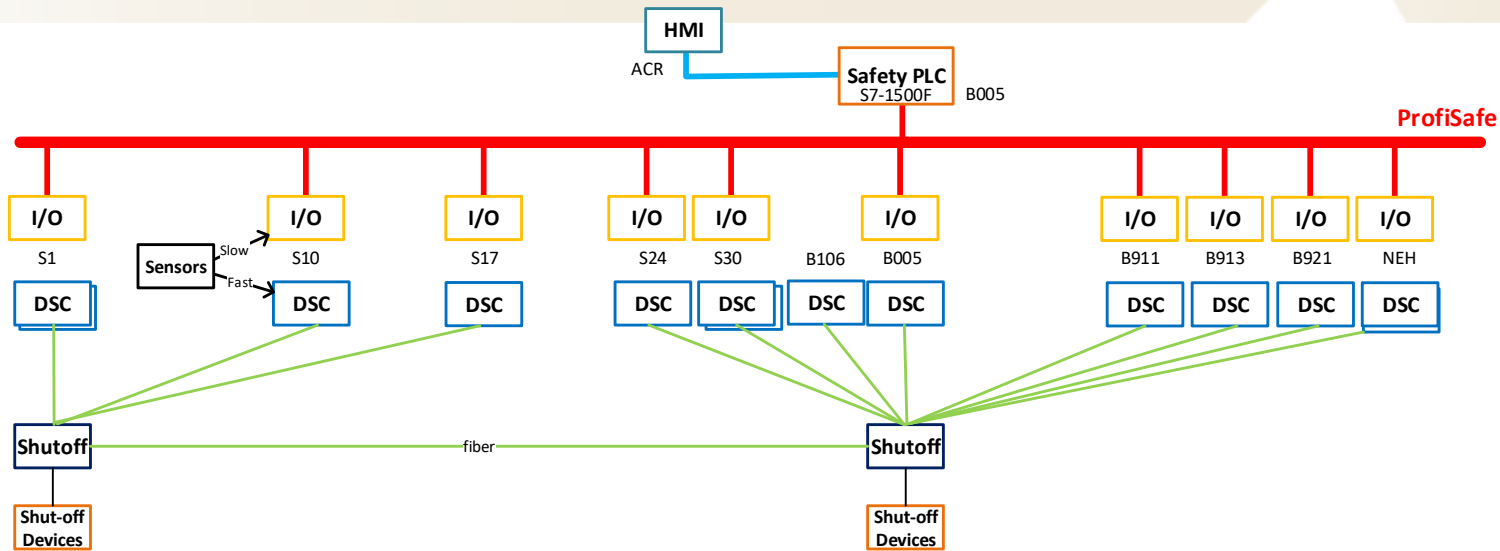 HMI
ACR
Safety PLC
S7-1500F
B005
ProfiSafe
I/O
I/O
I/O
I/O
I/O
I/O
I/O
I/O
I/O
I/O
Slow
Sensors
Fast
S1
S10
S17
S24
S30
B106
B005
B911
B913
B921
NEH
DSC
DSC
DSC
DSC
DSC
DSC
DSC
DSC
DSC
DSC
DSC
Shutoff
fiber
Shutoff
Shut-off
Devices
Shut-off
Devices